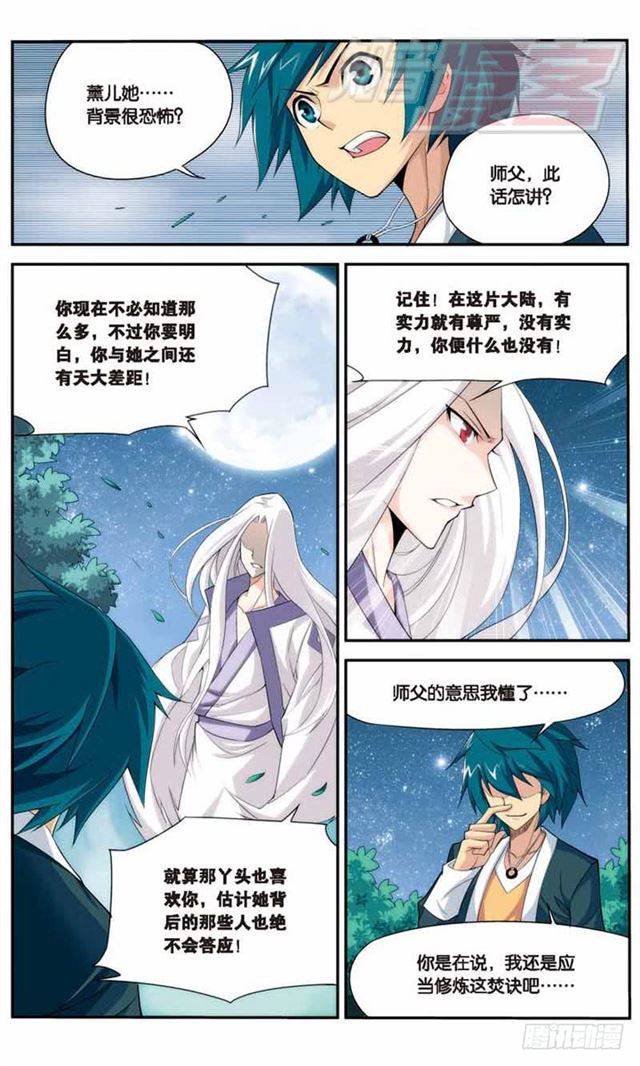 薰儿她……
背景很恐怖？
师父，此
话怎讲？
你现在不必知道那
么多，不过你要明
白，你与她之间还
有天大差距！
就算那丫头也喜
欢你，估计她背
后的那些人也绝
不会答应！
记住！在这片大陆，有
实力就有尊严，没有实
力，你便什么也没有！
师父的意思我懂了……
你是在说，我还是应
当修炼这焚诀吧……
腾讯动漫